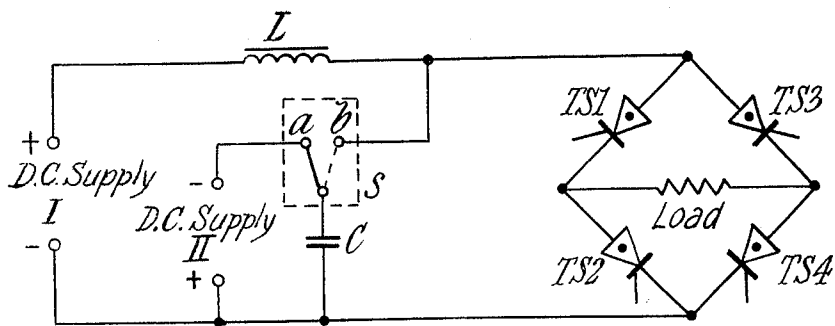 L
TS1
TS3
a b
+
D.C. Supply
I
-
-
D.C. Supply
II
+
S
C
Load
TS2
TS4